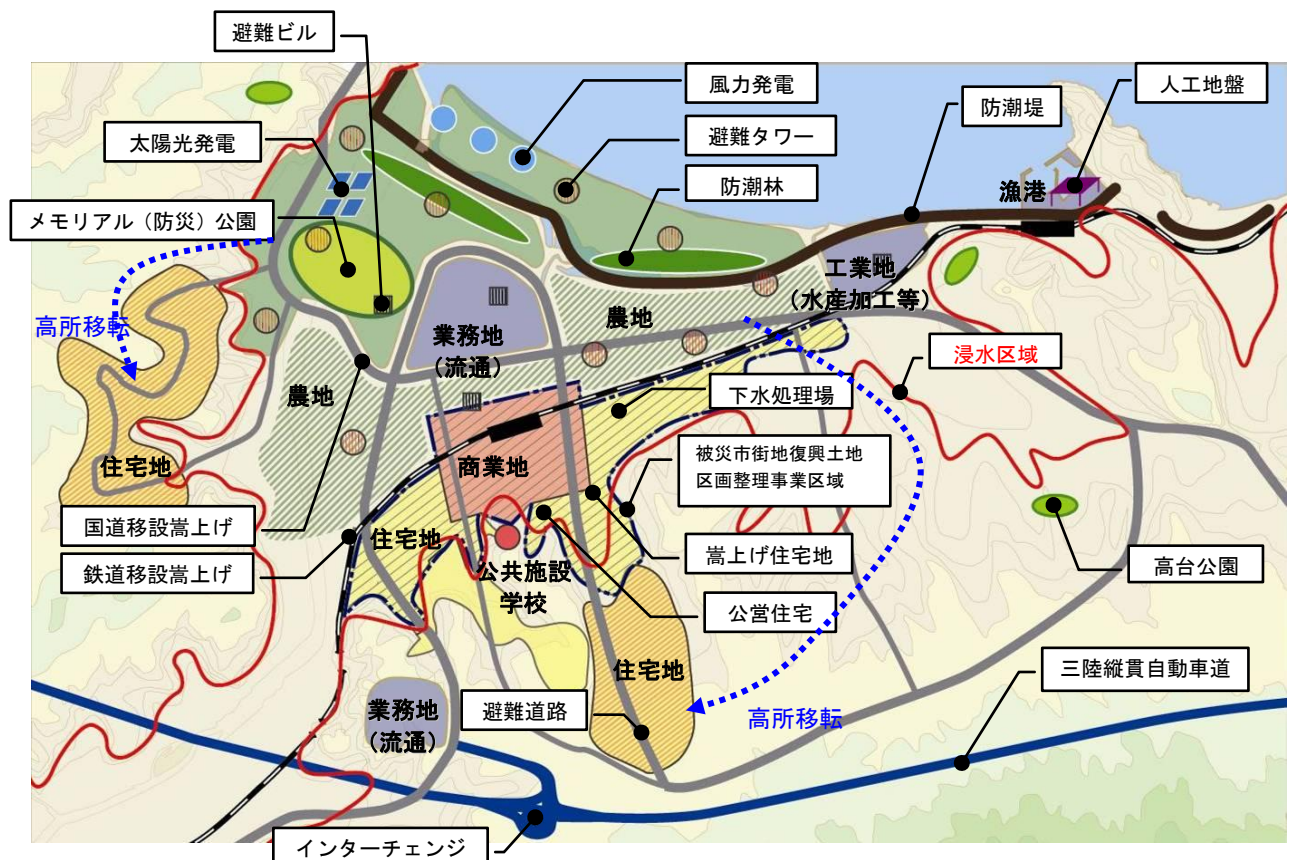 避難ビル
風力発電
人工地盤
防潮堤
太陽光発電
避難タワー
防潮林
漁港
メモリアル（防災）公園
工業地
（水産加工等）
農地
高所移転
業務地
（流通）
浸水区域
農地
下水処理場
住宅地
商業地
被災市街地復興土地
区画整理事業区域
国道移設嵩上げ
住宅地
嵩上げ住宅地
鉄道移設嵩上げ
公共施設
学校
高台公園
公営住宅
住宅地
三陸縦貫自動車道
業務地
（流通）
避難道路
高所移転
インターチェンジ